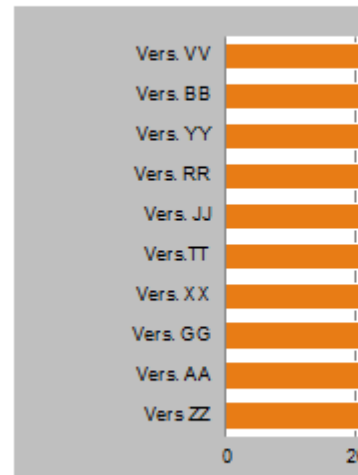 Vers. VV
Vers. BB
Vers. YY
Vers. RR
Vers. JJ
Vers.TT
Vers. XX
Vers. GG
Vers. AA
Vers ZZ
0